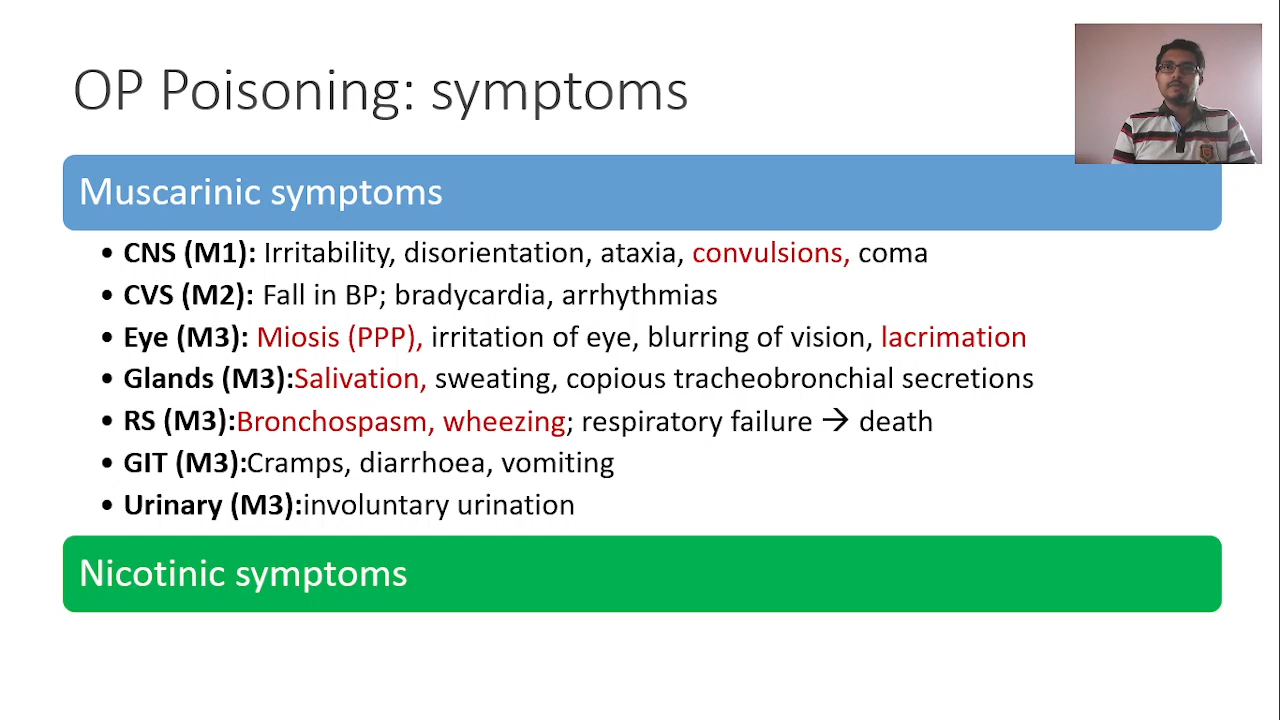 OP Poisoning: symptoms
Muscarinic symptoms
• CNS (M1): Irritability, disorientation, ataxia, convulsions, coma
• CVS (M2): Fall in BP; bradycardia, arrhythmias
• Eye (M3): Miosis (PPP), irritation of eye, blurring of vision, lacrimation
• Glands (M3):Salivation, sweating, copious tracheobronchial secretions
• RS (M3):Bronchospasm, wheezing; respiratory failure → death
• GIT (M3):Cramps, diarrhoea, vomiting
• Urinary (M3):involuntary urination
Nicotinic symptoms